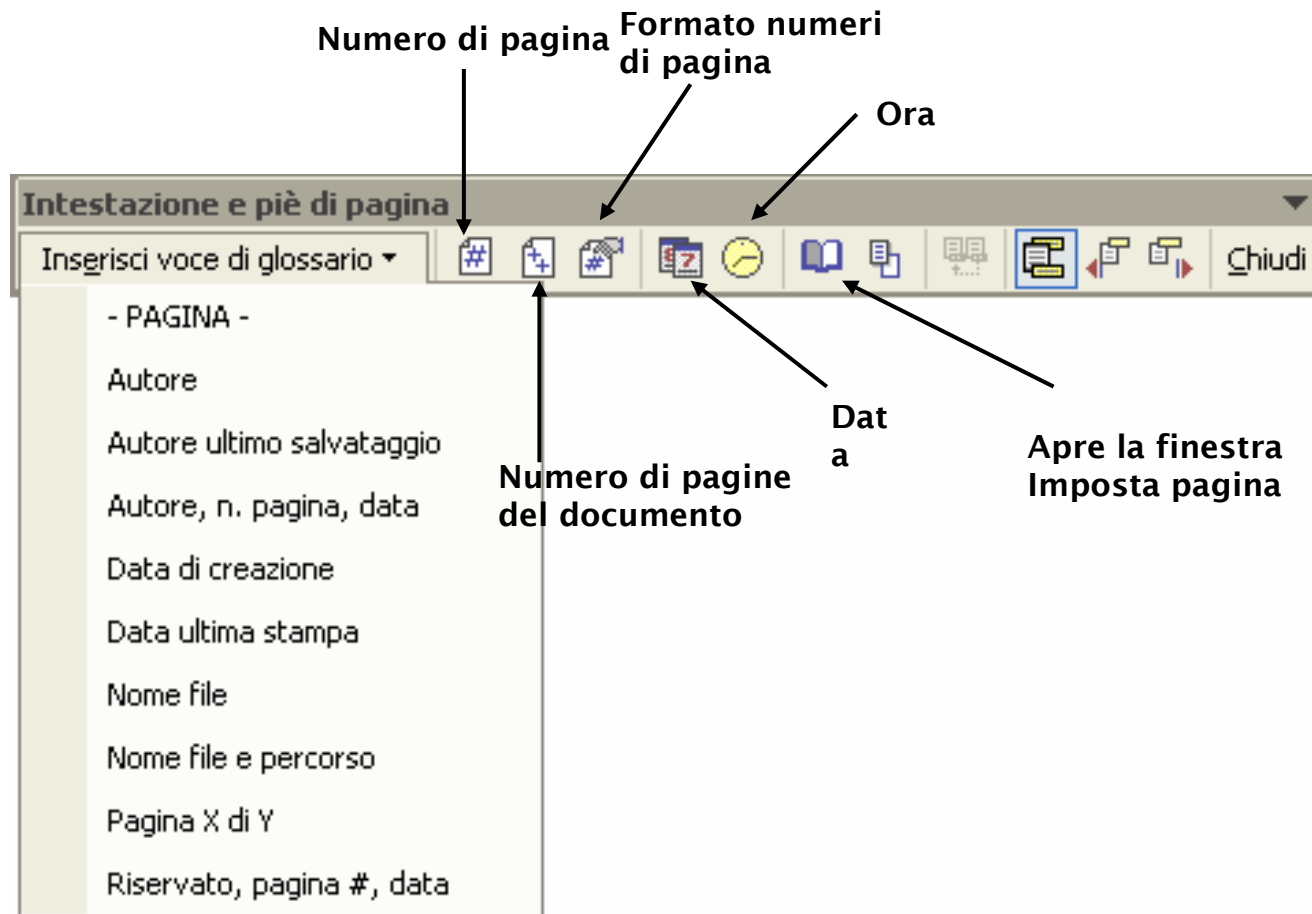 Numero di pagina
Formato numeri
di pagina
Ora
Intestazione e piè di pagina
Inserisci voce di glossario
Chiudi
- PAGINA -
Autore
Autore ultimo salvataggio
Autore, n. pagina, data
Data di creazione
Data ultima stampa
Nome file
Nome file e percorso
Pagina X di Y
Riservato, pagina #, data
Numero di pagine
del documento
Dat
a
Apre la finestra
Imposta pagina